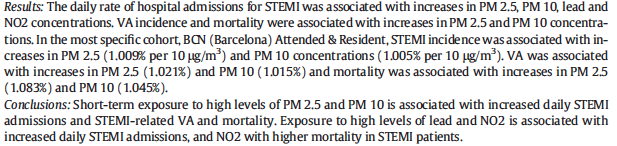 Results: The daily rate of hospital admissions for STEMI was associated with increases in PM 2.5, PM 10, lead and
NO2 concentrations. VA incidence and mortality were associated with increases in PM 2.5 and PM 10 concentra-
tions. In the most specific cohort, BCN (Barcelona) Attended & Resident, STEMI incidence was associated with in-
creases in PM 2.5 (1.009% per 10 μg/m³) and PM 10 concentrations (1.005% per 10 μg/m³). VA was associated
with increases in PM 2.5 (1.021%) and PM 10 (1.015%) and mortality was associated with increases in PM 2.5
(1.083%) and PM 10 (1.045%).
Conclusions: Short-term exposure to high levels of PM 2.5 and PM 10 is associated with increased daily STEMI
admissions and STEMI-related VA and mortality. Exposure to high levels of lead and NO2 is associated with
increased daily STEMI admissions, and NO2 with higher mortality in STEMI patients.